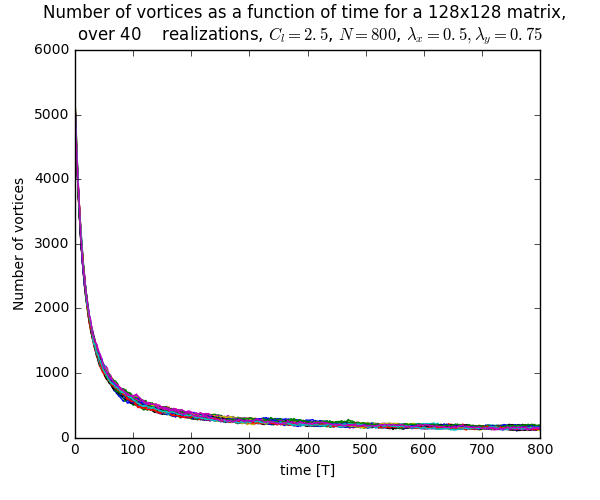 Number of vortices as a function of time for a 128x128 matrix,
over 40    realizations, $C_l = 2.5$, $N = 800$, $\lambda_x = 0.5, \lambda_y = 0.75$
6000
5000
4000
3000
2000
1000
0
Number of vortices
0 100 200 300 400 500 600 700 800
time [T]